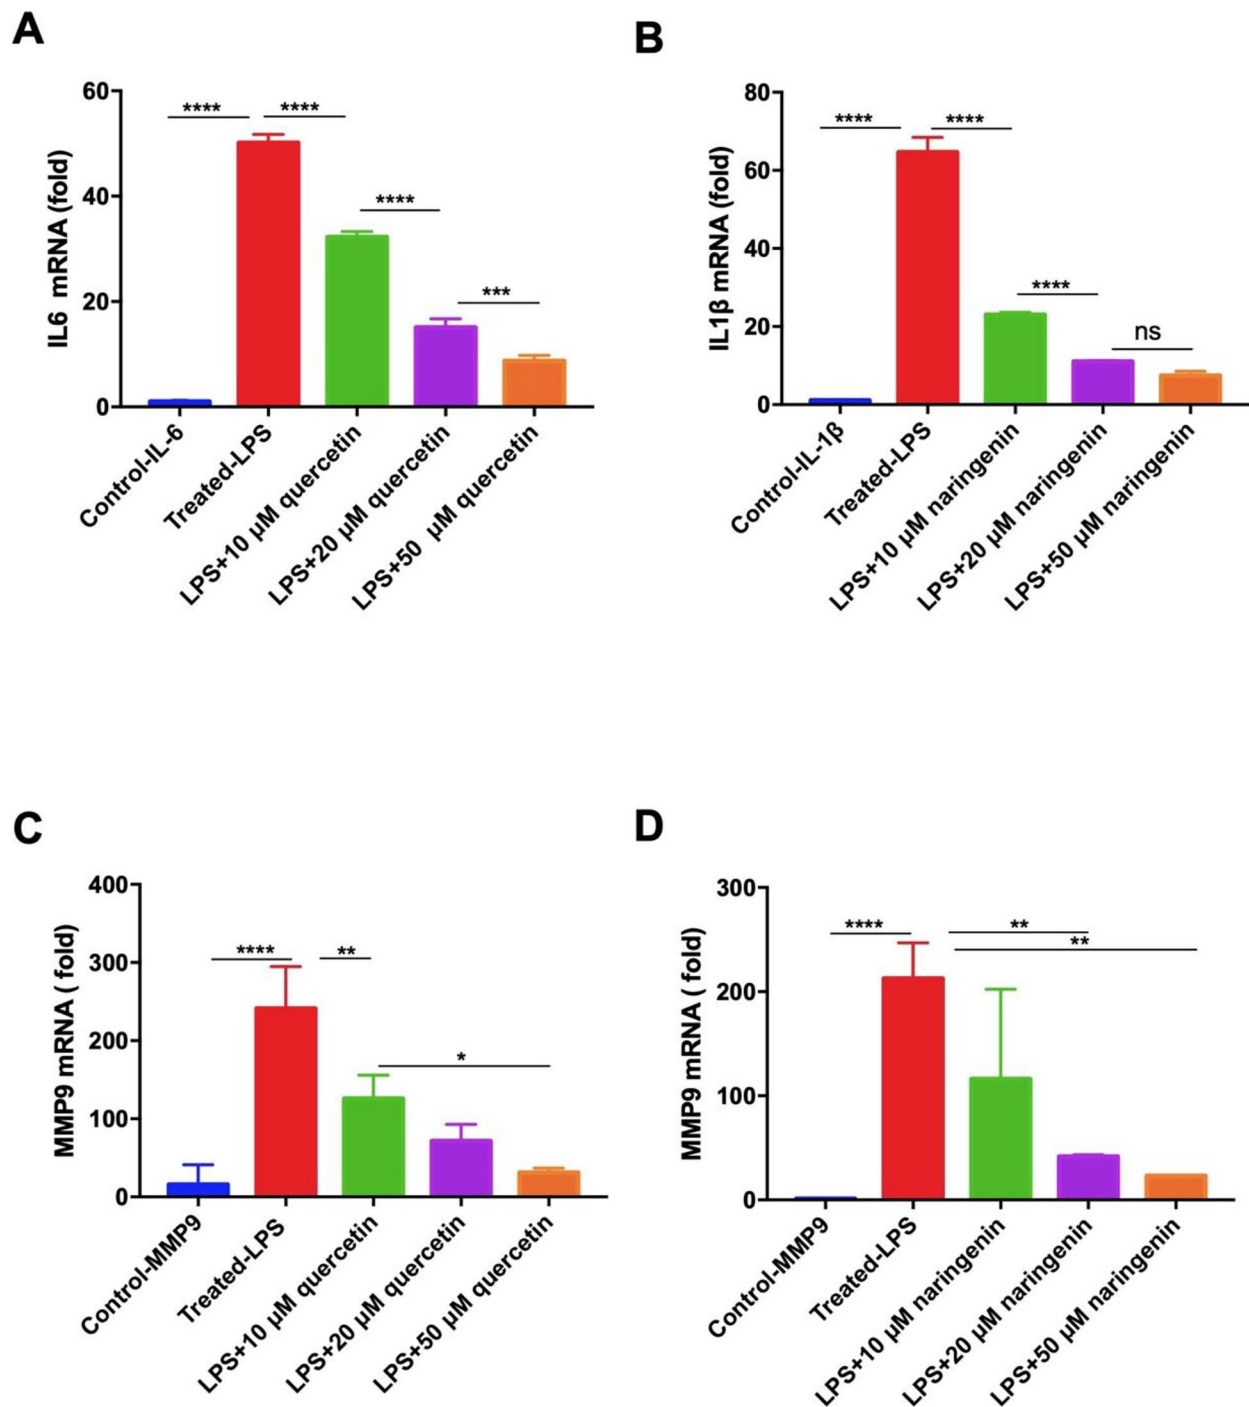 A
IL6 mRNA (fold)
60
40
20
0
****
****
****
***
Control-IL-6
Treated-LPS
LPS+10 µM quercetin
LPS+20 µM quercetin
LPS+50 µM quercetin
B
IL1β mRNA (fold)
80
60
40
20
0
****
****
****
ns
Control-IL-1β
Treated-LPS
LPS+10 µM naringenin
LPS+20 µM naringenin
LPS+50 µM naringenin
C
MMP9 mRNA ( fold)
400
300
200
100
0
****
**
*
Control-MMP9
Treated-LPS
LPS+10 µM quercetin
LPS+20 µM quercetin
LPS+50 µM quercetin
D
MMP9 mRNA ( fold)
300
200
100
0
****
**
**
Control-MMP9
Treated-LPS
LPS+10 µM naringenin
LPS+20 µM naringenin
LPS+50 µM naringenin